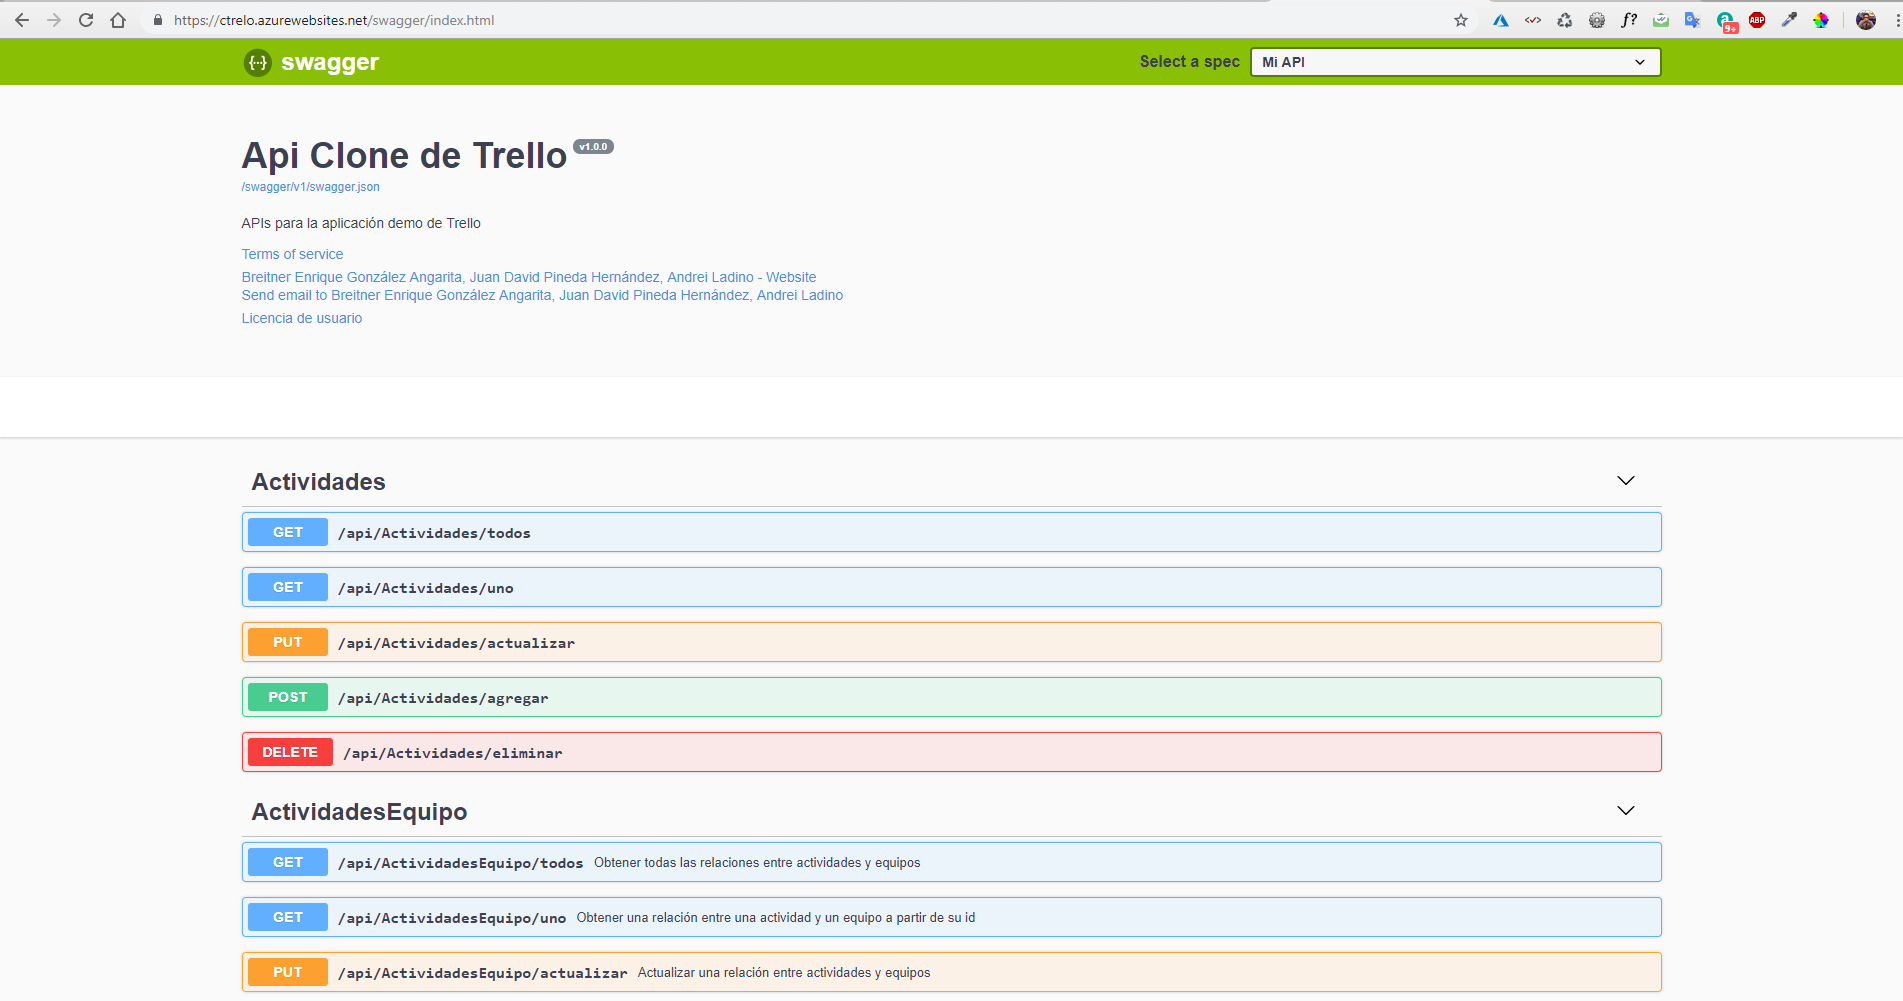 https://ctrelo.azurewebsites.net/swagger/index.html
f?
9+
ABP
{···} swagger
Select a spec
Mi API
Api Clone de Trello v1.0.0
/swagger/v1/swagger.json
APIs para la aplicación demo de Trello
Terms of service
Breitner Enrique González Angarita, Juan David Pineda Hernández, Andrei Ladino - Website
Send email to Breitner Enrique González Angarita, Juan David Pineda Hernández, Andrei Ladino
Licencia de usuario
Actividades
GET /api/Actividades/todos
GET /api/Actividades/uno
PUT /api/Actividades/actualizar
POST /api/Actividades/agregar
DELETE /api/Actividades/eliminar
ActividadesEquipo
GET /api/ActividadesEquipo/todos Obtener todas las relaciones entre actividades y equipos
GET /api/ActividadesEquipo/uno Obtener una relación entre una actividad y un equipo a partir de su id
PUT /api/ActividadesEquipo/actualizar Actualizar una relación entre actividades y equipos